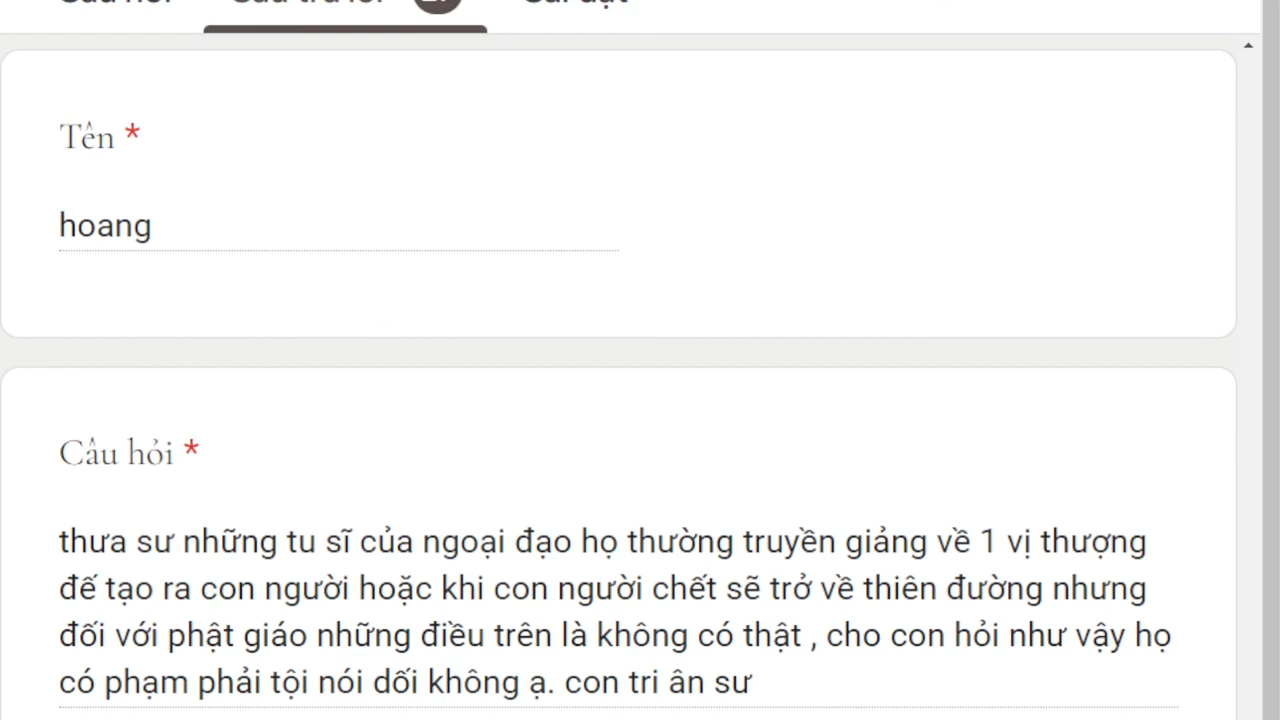 Tên *
hoang
Câu hỏi *
thưa sư những tu sĩ của ngoại đạo họ thường truyền giảng về 1 vị thượng
đế tạo ra con người hoặc khi con người chết sẽ trở về thiên đường nhưng
đối với phật giáo những điều trên là không có thật , cho con hỏi như vậy họ
có phạm phải tội nói dối không ạ. con tri ân sư